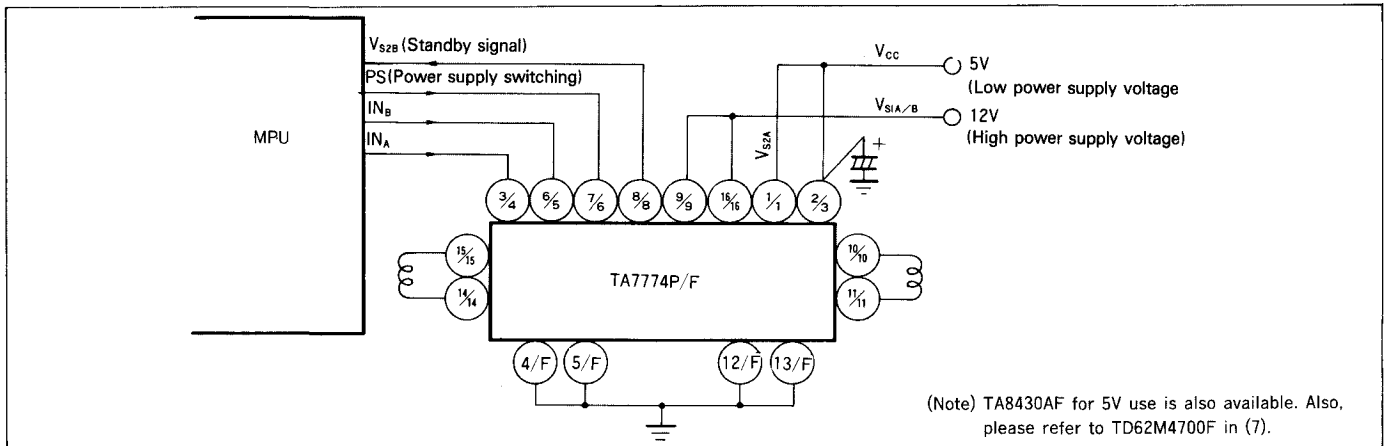 V_S2B (Standby signal)
PS (Power supply switching)
IN_B
IN_A
MPU
V_CC
5V
(Low power supply voltage
V_S1A/B
12V
(High power supply voltage)
V_S2A
+
3/4
6/5
7/6
8/8
9/9
16/16
1/1
2/3
15/15
14/14
TA7774P/F
10/10
11/11
4/F
5/F
12/F
13/F
(Note) TA8430AF for 5V use is also available. Also,
please refer to TD62M4700F in (7).